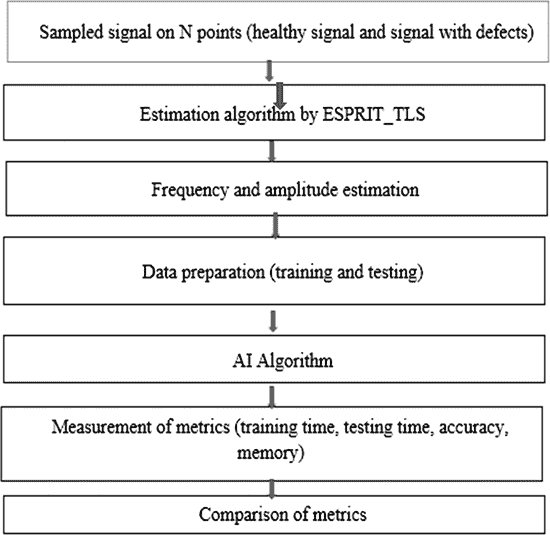 Sampled signal on N points (healthy signal and signal with defects)
Estimation algorithm by ESPRIT_TLS
Frequency and amplitude estimation
Data preparation (training and testing)
AI Algorithm
Measurement of metrics (training time, testing time, accuracy,
memory)
Comparison of metrics